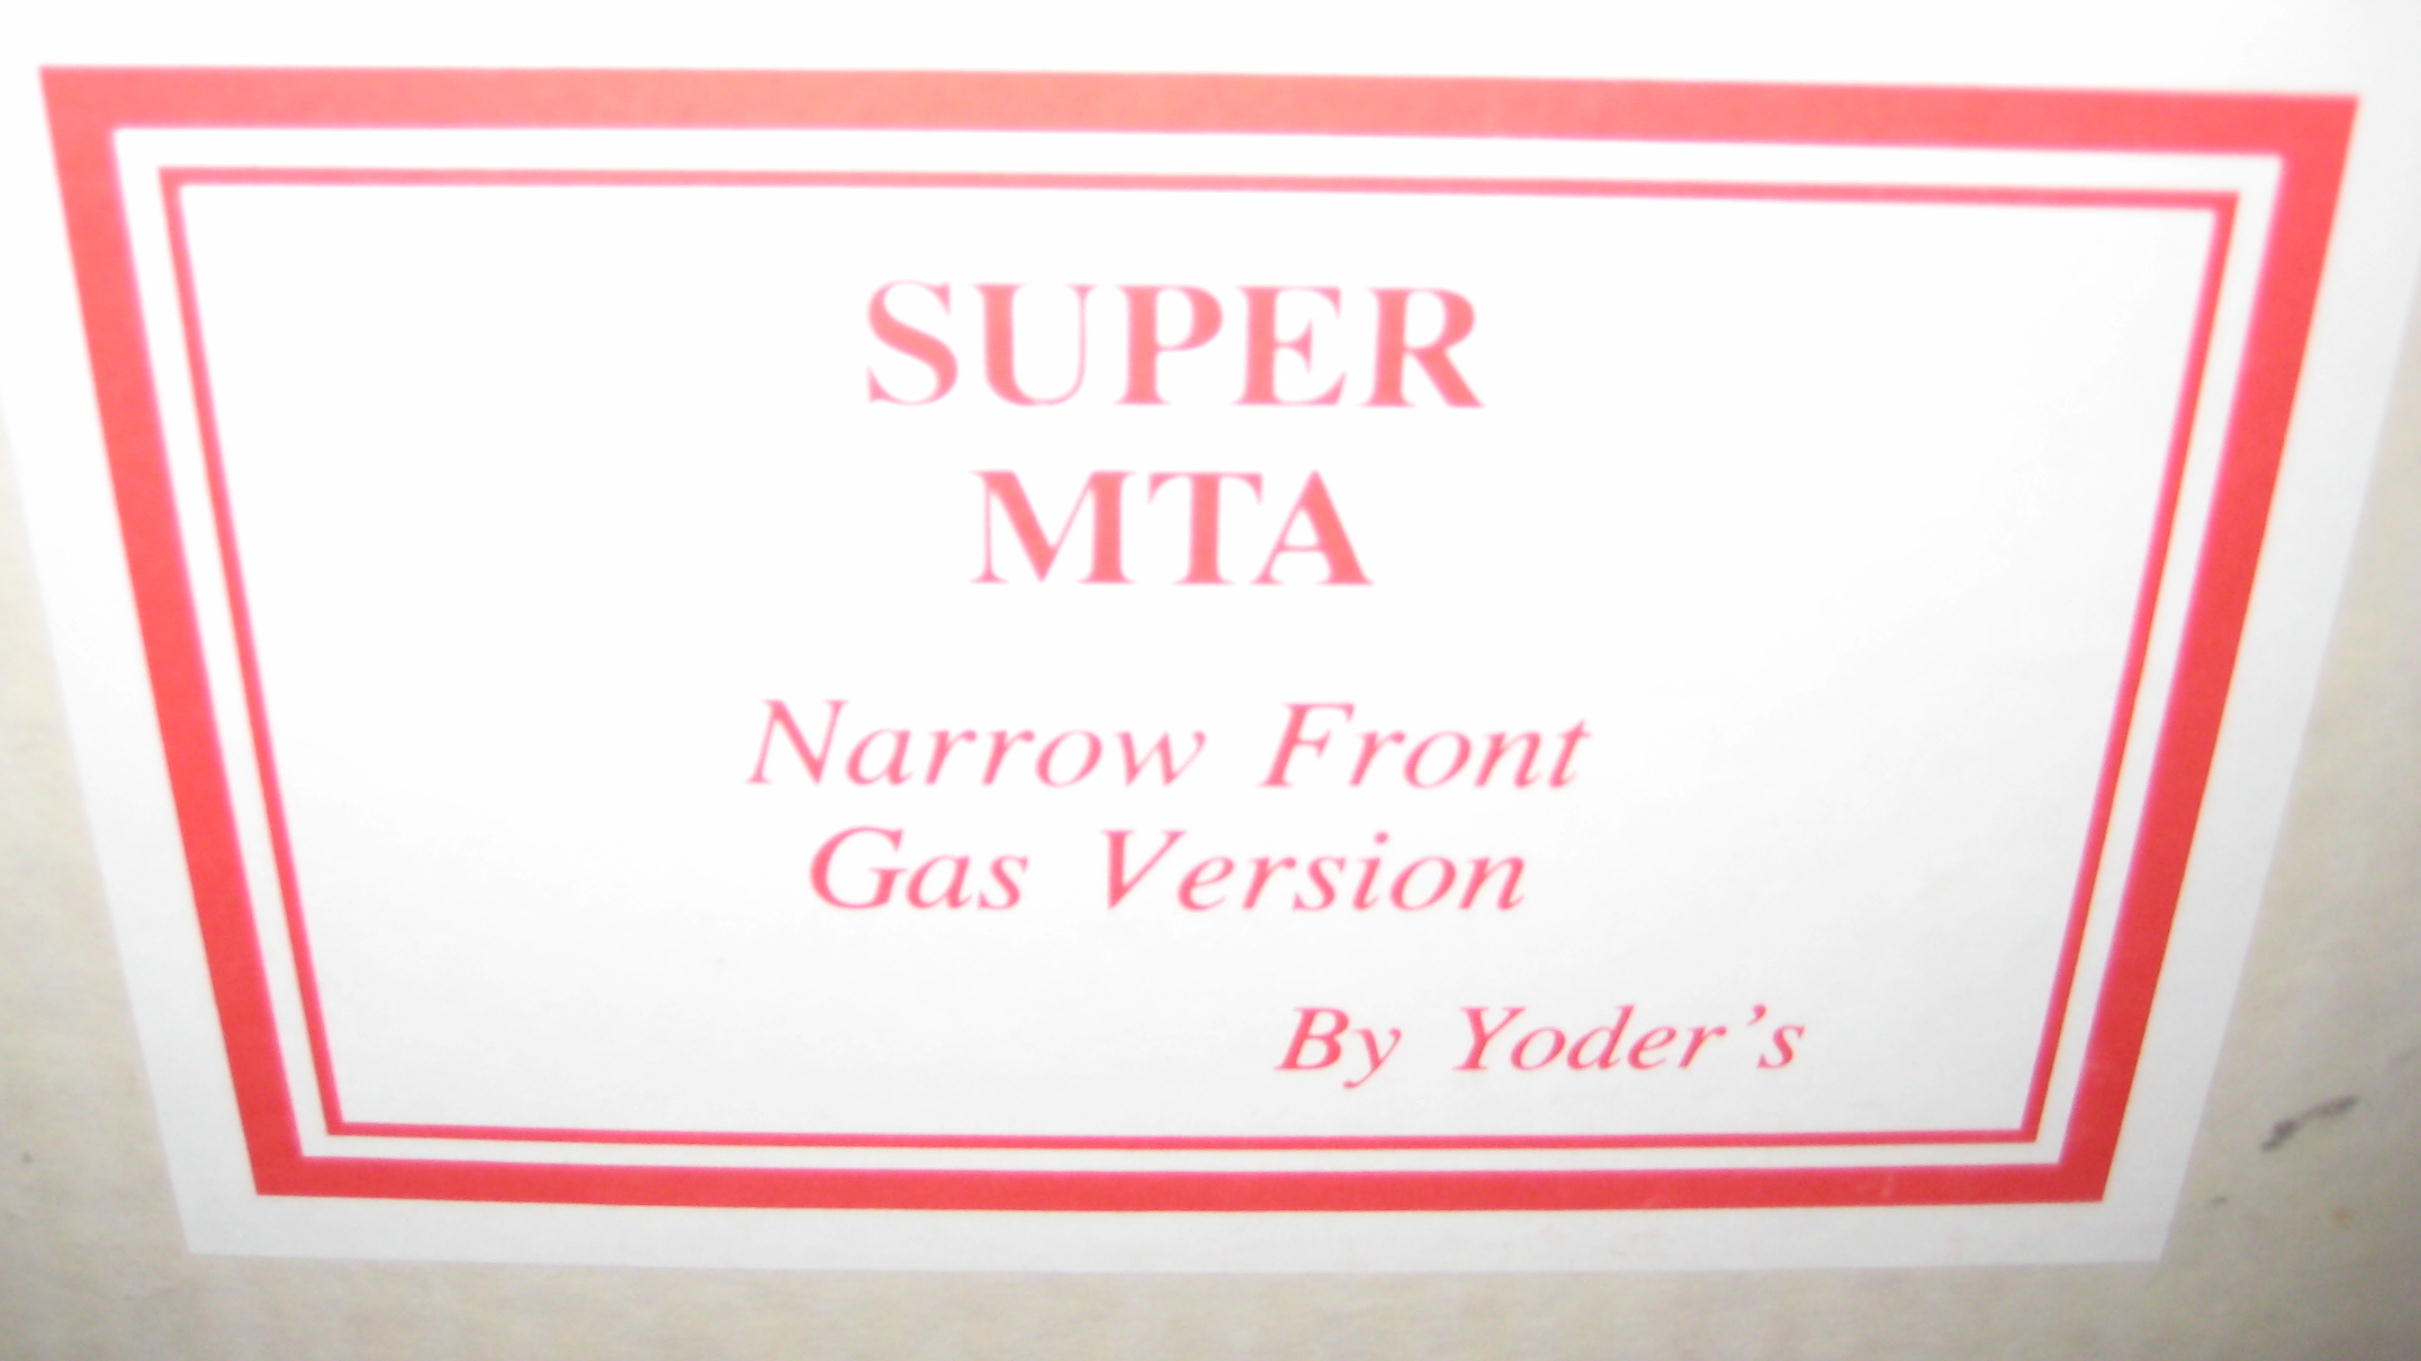 SUPER
MTA
Narrow Front
Gas Version
By Yoder's